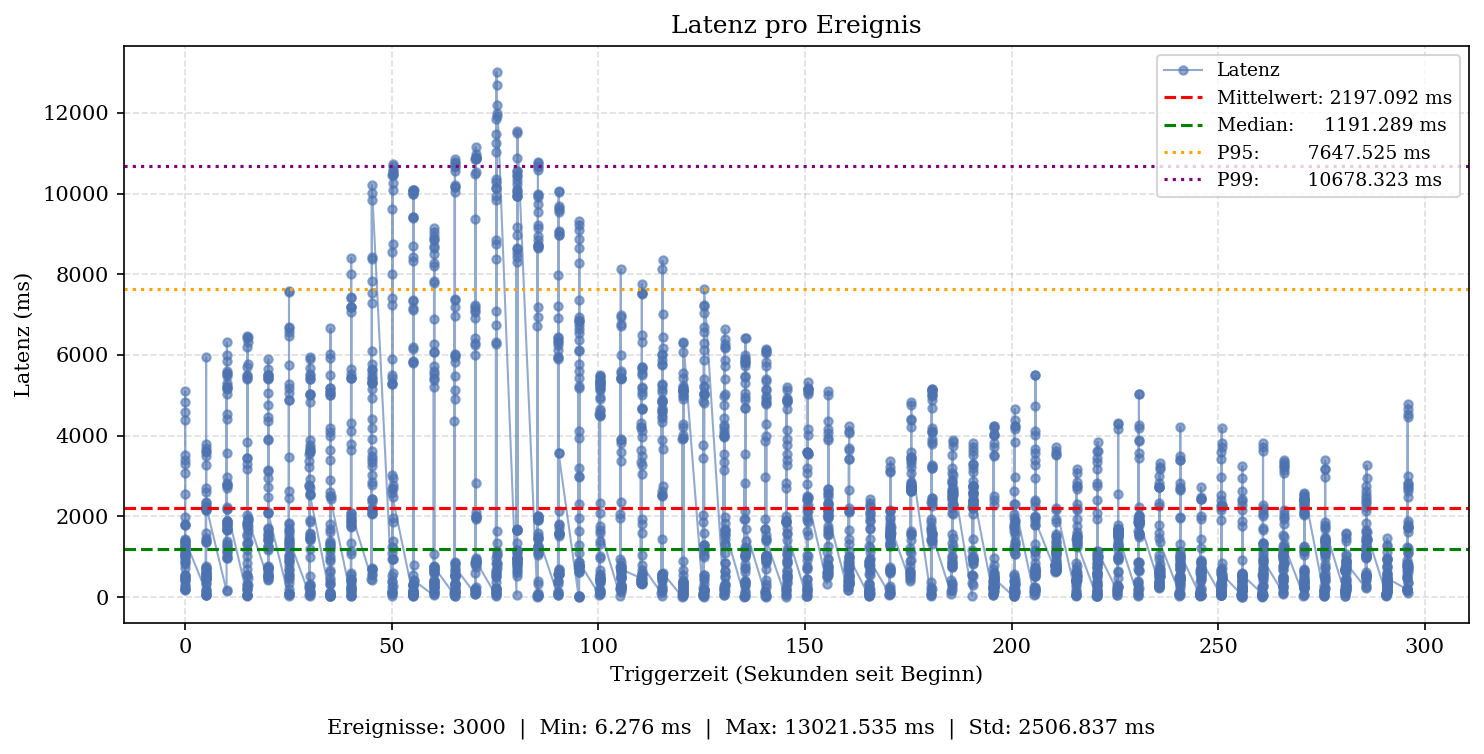 Latenz pro Ereignis
Latenz
Mittelwert: 2197.092 ms
Median: 1191.289 ms
P95: 7647.525 ms
P99: 10678.323 ms
Latenz (ms)
12000
10000
8000
6000
4000
2000
0
0 50 100 150 200 250 300
Triggerzeit (Sekunden seit Beginn)
Ereignisse: 3000 | Min: 6.276 ms | Max: 13021.535 ms | Std: 2506.837 ms